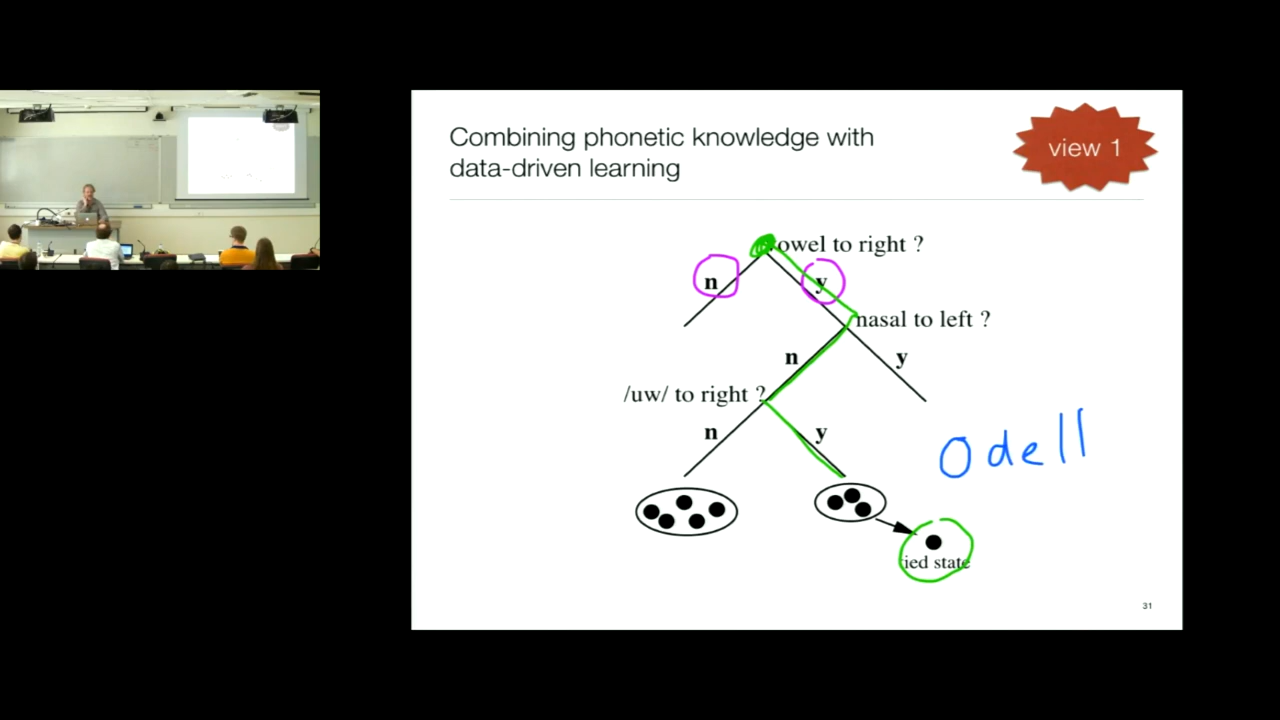 Combining phonetic knowledge with
data-driven learning
view 1
owel to right ?
n
y
nasal to left ?
n
y
/uw/ to right ?
n
y
Odell
ied state
31